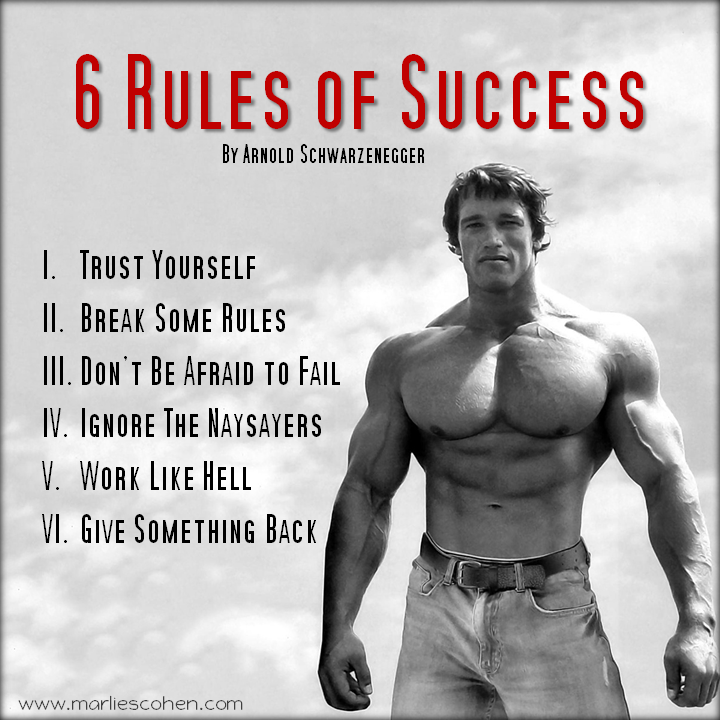 6 RULES OF SUCCESS
BY ARNOLD SCHWARZENEGGER
I. TRUST YOURSELF
II. BREAK SOME RULES
III. DON'T BE AFRAID TO FAIL
IV. IGNORE THE NAYSAYERS
V. WORK LIKE HELL
VI. GIVE SOMETHING BACK
www.marliescohen.com